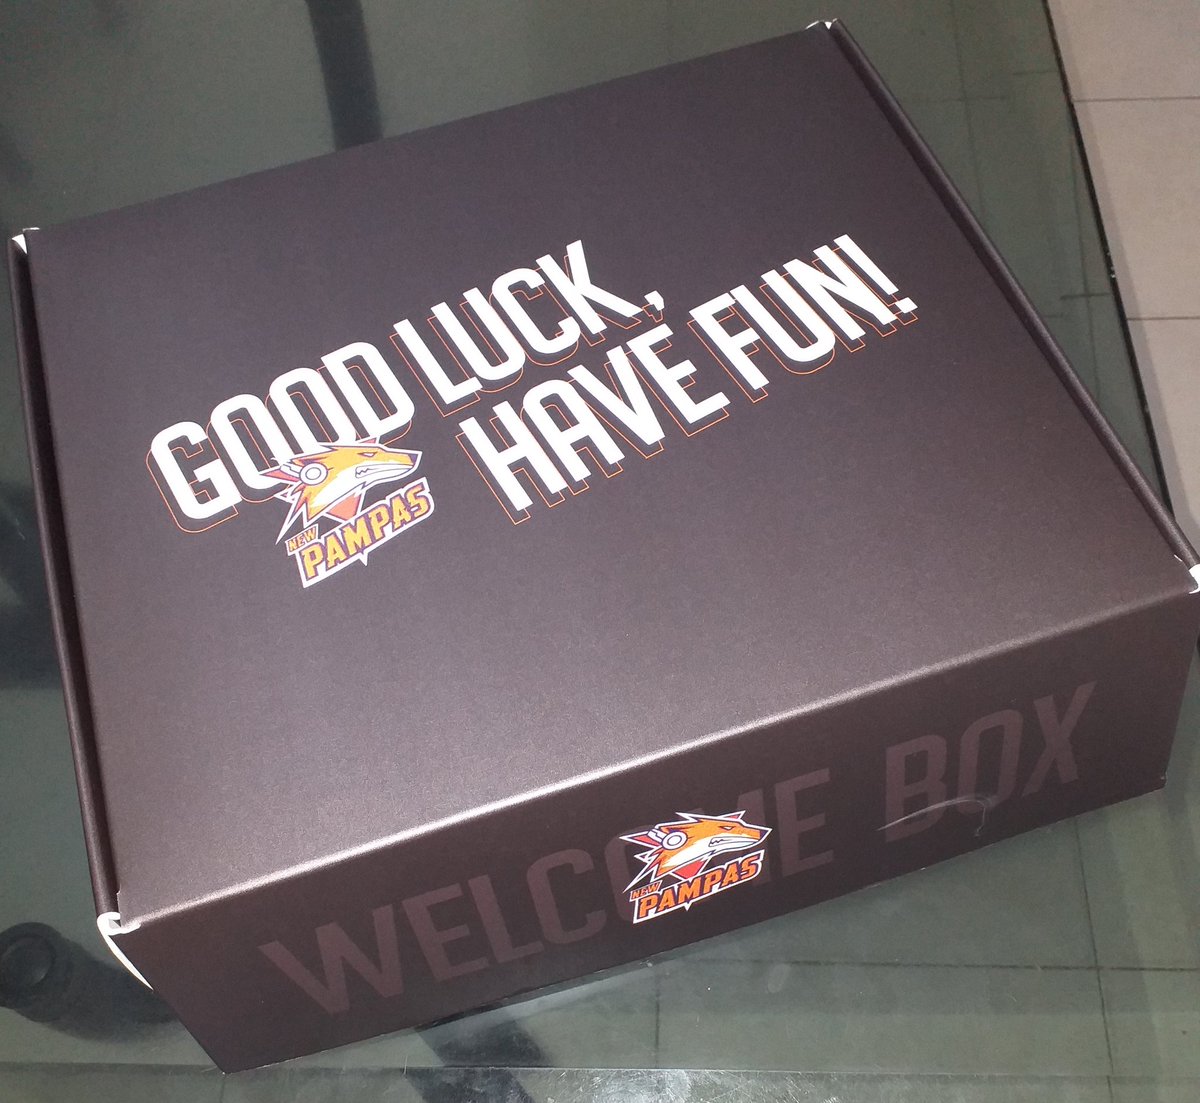 GOOD LUCK,
HAVE FUN!
NEW
PAMPAS
WELCOME BOX
NEW
PAMPAS